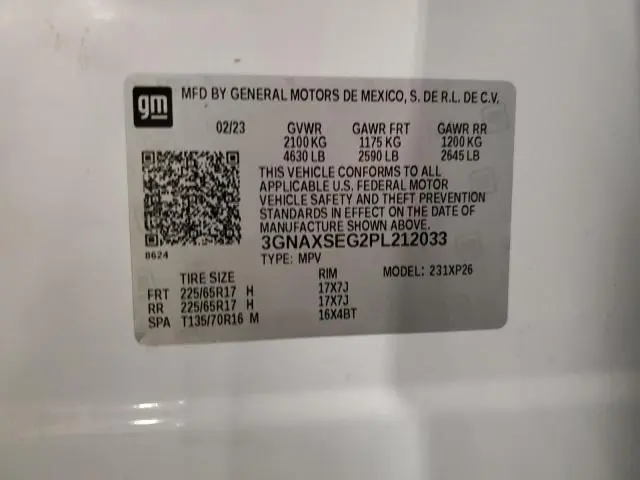 gm
MFD BY GENERAL MOTORS DE MEXICO, S. DE R.L. DE C.V.
02/23 GVWR GAWR FRT GAWR RR
2100 KG 1175 KG 1200 KG
4630 LB 2590 LB 2645 LB
THIS VEHICLE CONFORMS TO ALL
APPLICABLE U.S. FEDERAL MOTOR
VEHICLE SAFETY AND THEFT PREVENTION
STANDARDS IN EFFECT ON THE DATE OF
MANUFACTURE SHOWN ABOVE.
3GNAXSEG2PL212033
8624
TYPE: MPV
TIRE SIZE RIM MODEL: 231XP26
FRT 225/65R17 H 17X7J
RR 225/65R17 H 17X7J
SPA T135/70R16 M 16X4BT